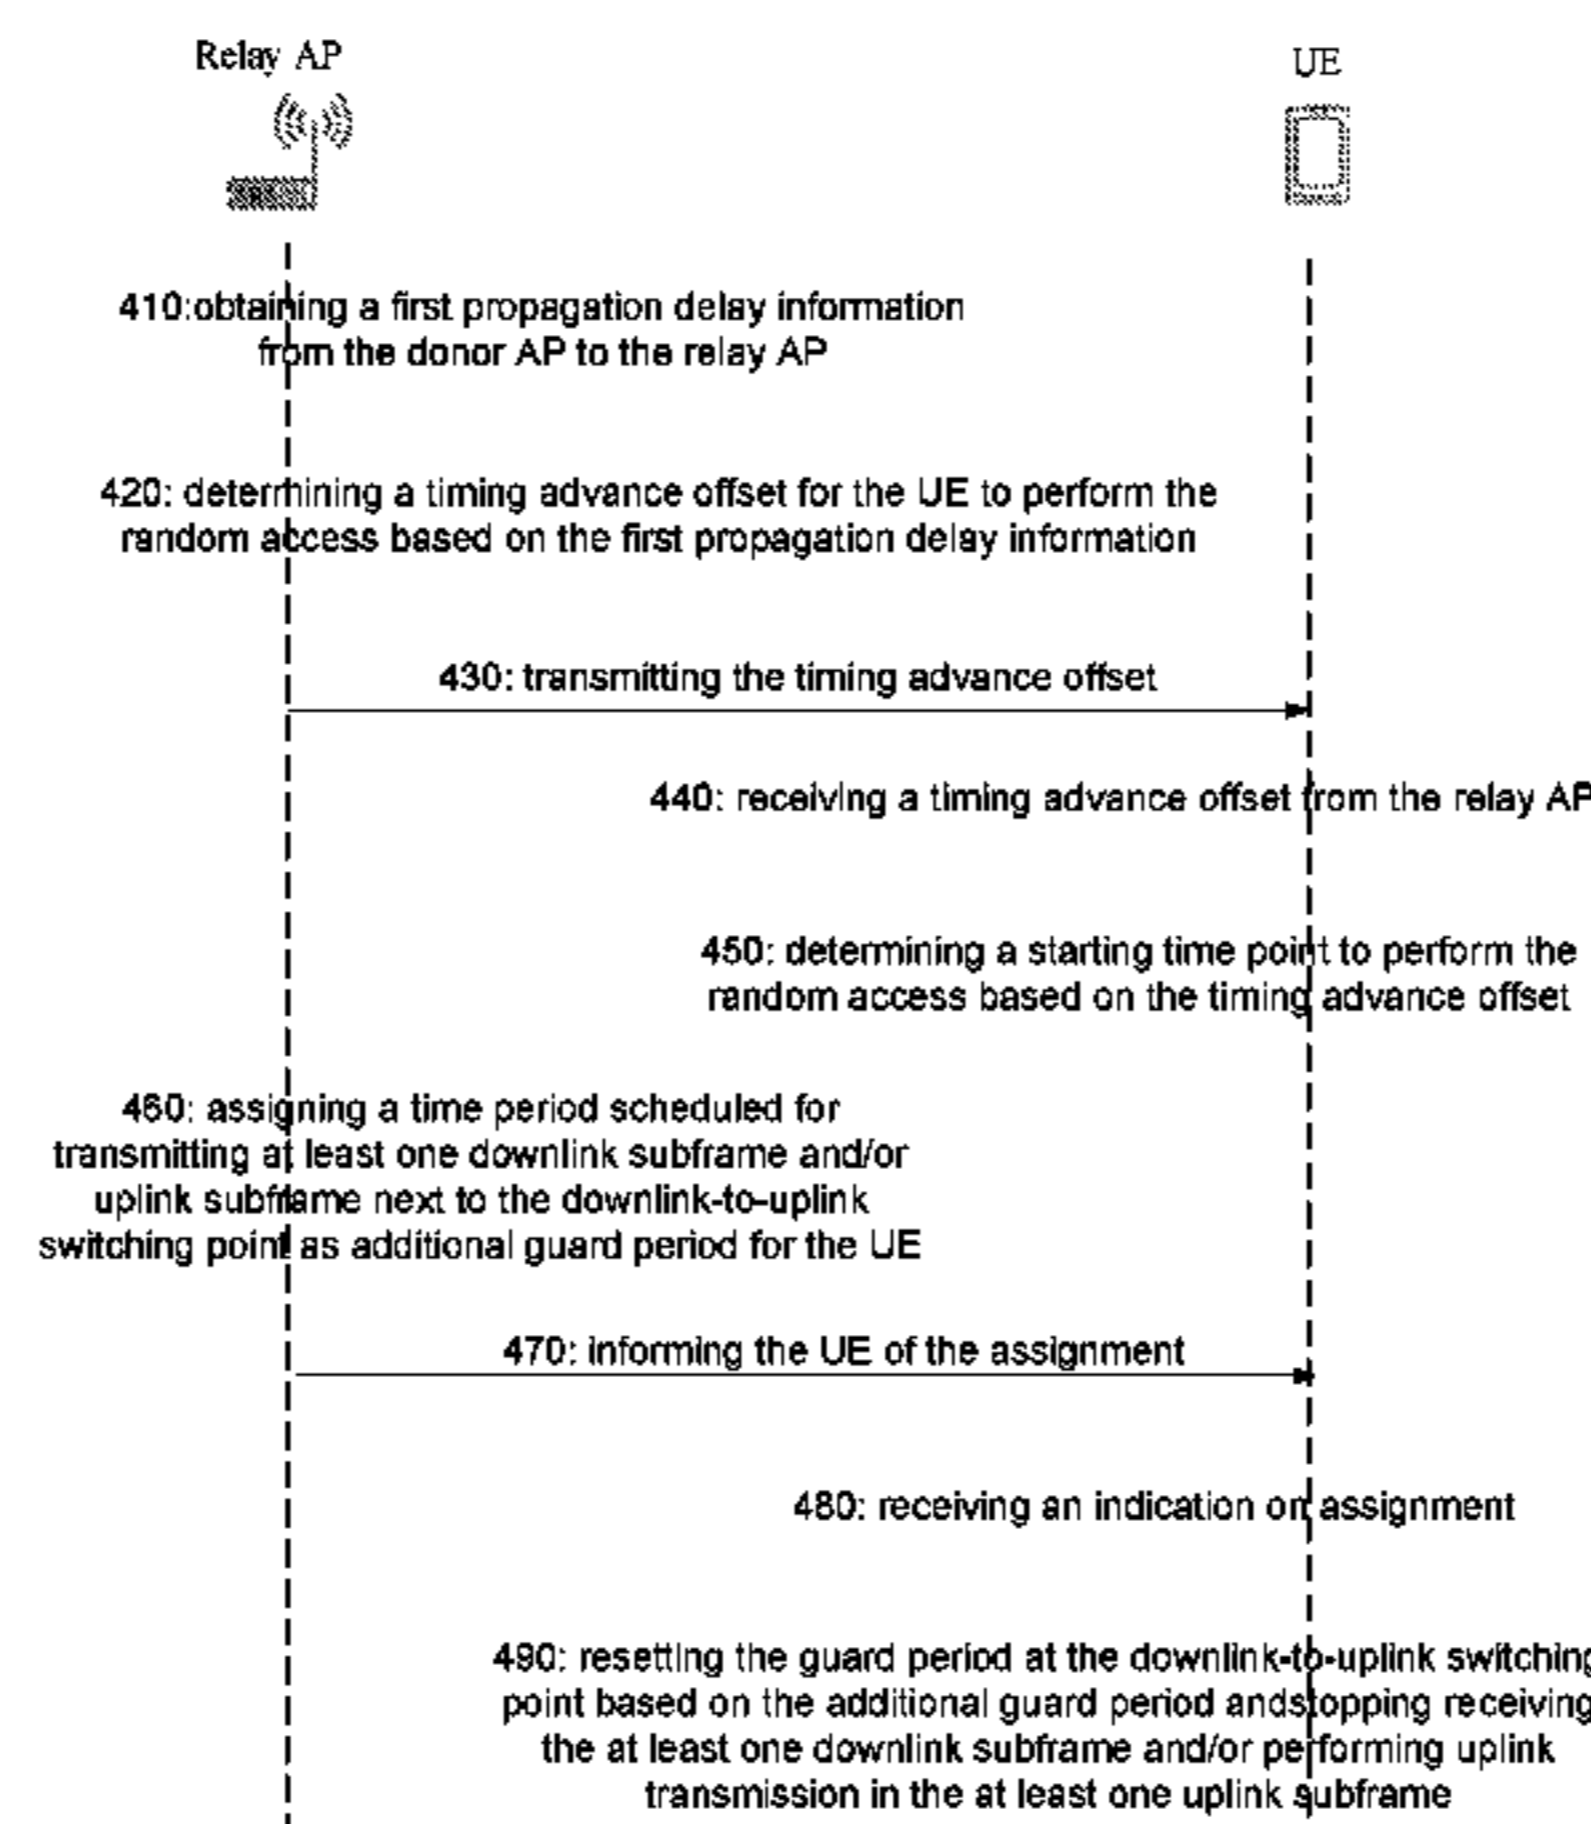 Relay AP
UE
410:obtaining a first propagation delay information
from the donor AP to the relay AP
420: determining a timing advance offset for the UE to perform the
random access based on the first propagation delay information
430: transmitting the timing advance offset
440: receiving a timing advance offset from the relay AP
450: determining a starting time point to perform the
random access based on the timing advance offset
460: assigning a time period scheduled for
transmitting at least one downlink subframe and/or
uplink subframe next to the downlink-to-uplink
switching point as additional guard period for the UE
470: informing the UE of the assignment
480: receiving an indication on assignment
490: resetting the guard period at the downlink-to-uplink switching
point based on the additional guard period andstopping receiving
the at least one downlink subframe and/or performing uplink
transmission in the at least one uplink subframe